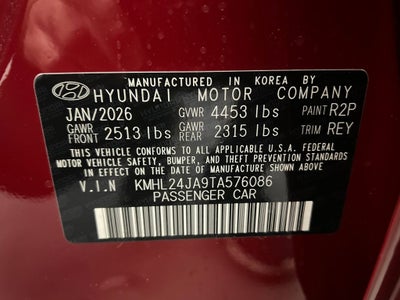 MANUFACTURED IN KOREA BY
HYUNDAI MOTOR COMPANY
JAN/2026 GVWR 4453 lbs PAINT R2P
GAWR FRONT 2513 lbs GAWR REAR 2315 lbs TRIM REY
THIS VEHICLE CONFORMS TO ALL APPLICABLE U.S.A. FEDERAL
MOTOR VEHICLE SAFETY, BUMPER, AND THEFT PREVENTION STANDARDS
IN EFFECT ON THE DATE OF MANUFACTURE SHOWN ABOVE
V.I.N KMHL24JA9TA576086
PASSENGER CAR